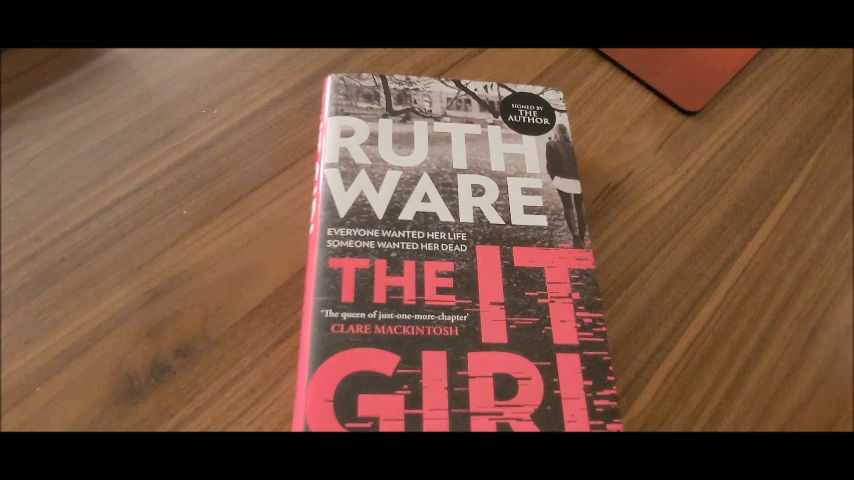 SIGNED BY
THE
AUTHOR
RUTH
WARE
EVERYONE WANTED HER LIFE
SOMEONE WANTED HER DEAD
THE IT
'The queen of just-one-more-chapter'
CLARE MACKINTOSH
GIRL